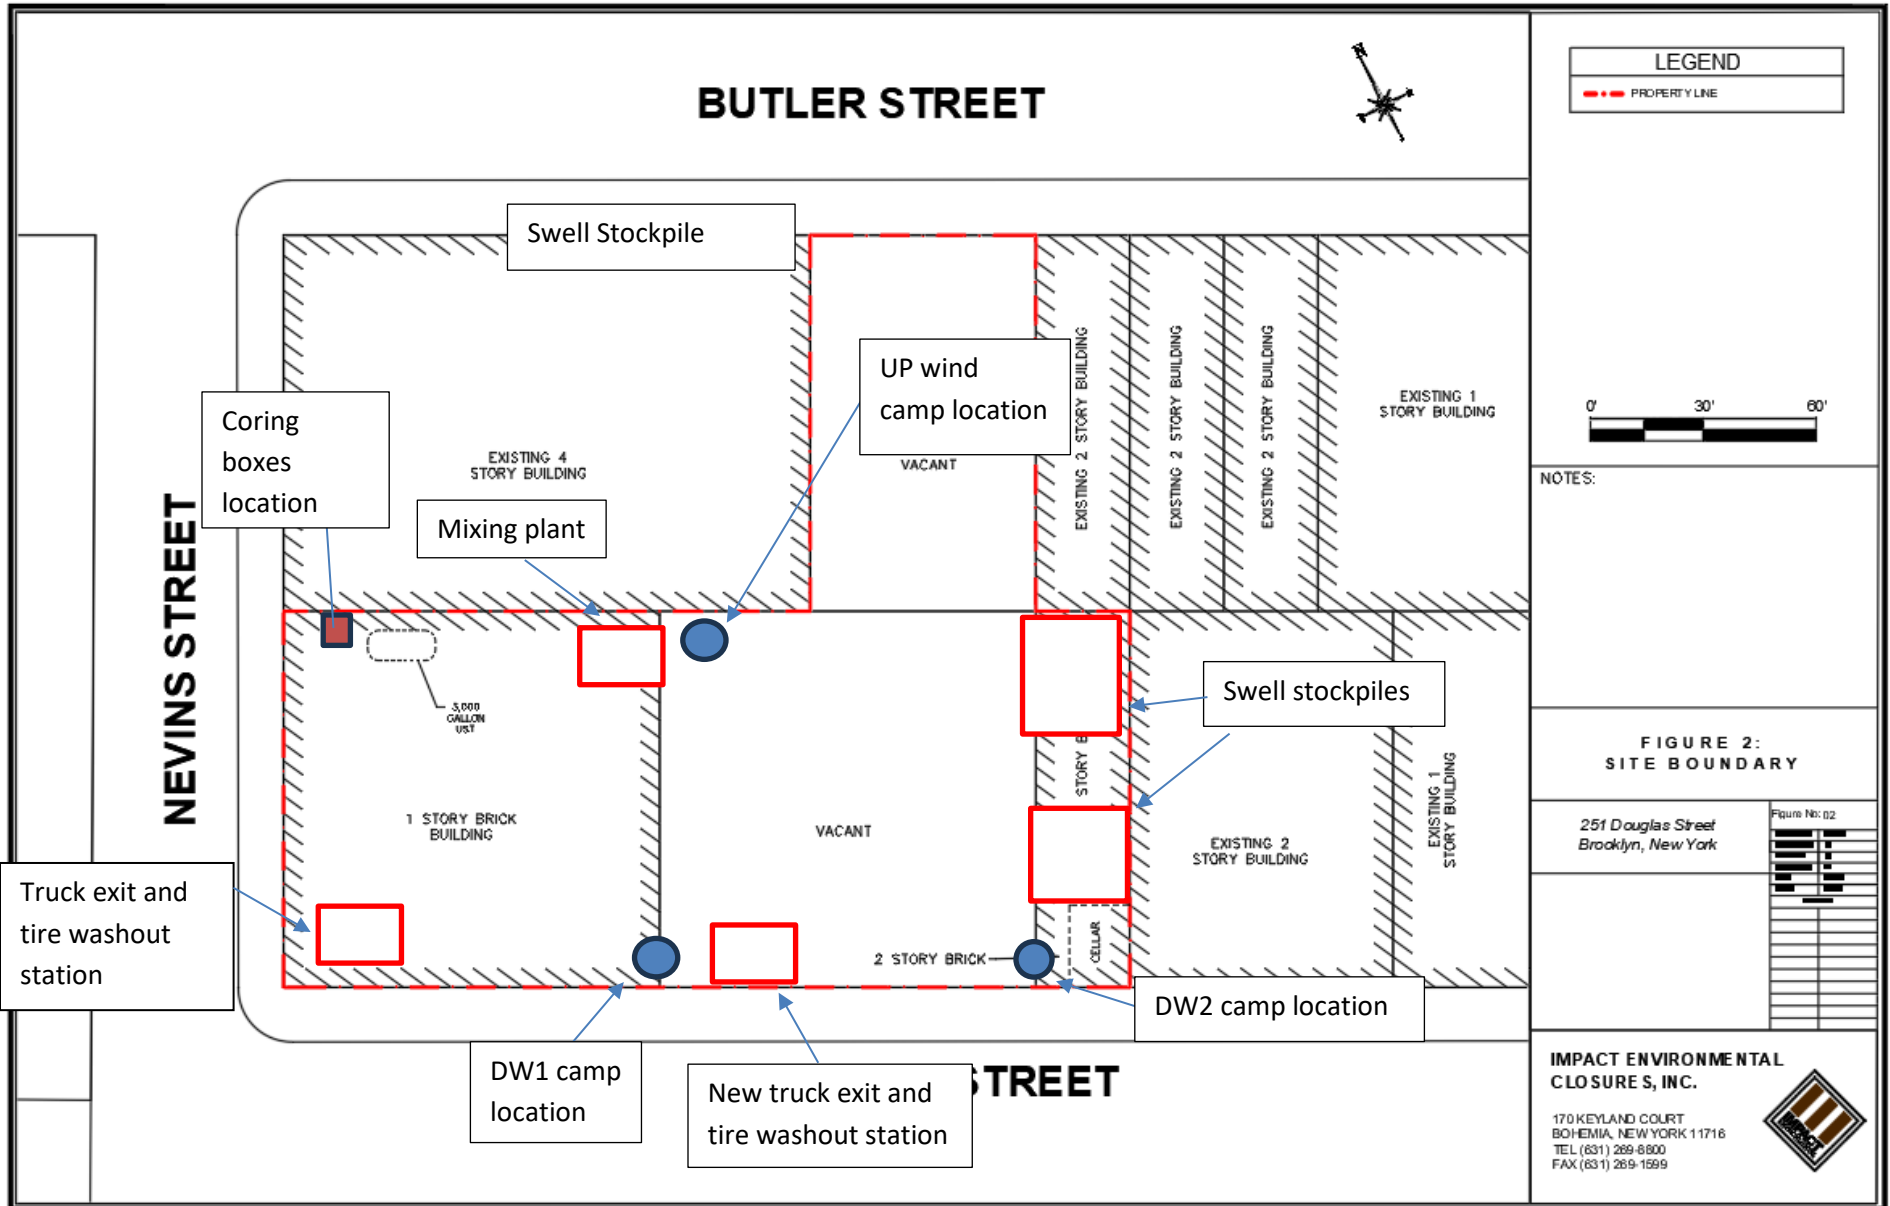 BUTLER STREET
N
LEGEND
PROPERTY LINE
Swell Stockpile
UP wind
camp location
VACANT
EXISTING 2 STORY BUILDING
EXISTING 2 STORY BUILDING
EXISTING 2 STORY BUILDING
EXISTING 1
STORY BUILDING
0'
30'
60'
NOTES:
Coring
boxes
location
EXISTING 4
STORY BUILDING
Mixing plant
NEVINS STREET
3,000
GALLON
UST
Swell stockpiles
STORY B
1 STORY BRICK
BUILDING
VACANT
EXISTING 2
STORY BUILDING
EXISTING 1
STORY BUILDING
FIGURE 2:
SITE BOUNDARY
251 Douglas Street
Brooklyn, New York
Figure No: 02
Truck exit and
tire washout
station
2 STORY BRICK
CELLAR
DW2 camp location
DW1 camp
location
New truck exit and
tire washout station
STREET
IMPACT ENVIRONMENTAL
CLOSURES, INC.
170 KEYLAND COURT
BOHEMIA, NEW YORK 11716
TEL (631) 269-8800
FAX (631) 269-1599
IMPACT